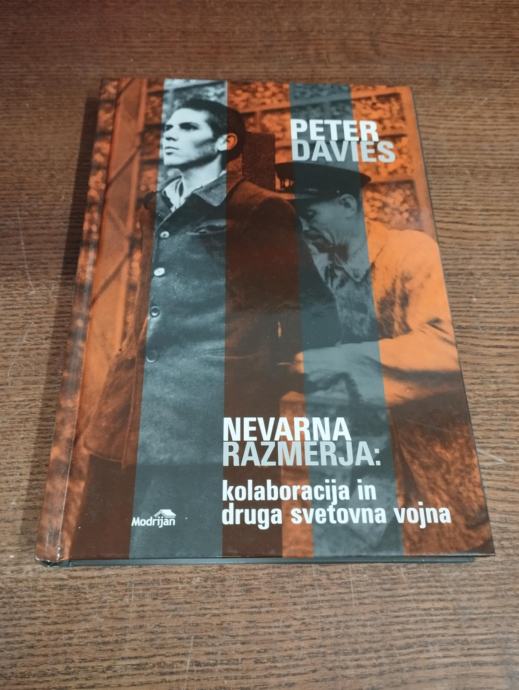 PETER
DAVIES
NEVARNA
RAZMERJA:
kolaboracija in
druga svetovna vojna
Modrijan